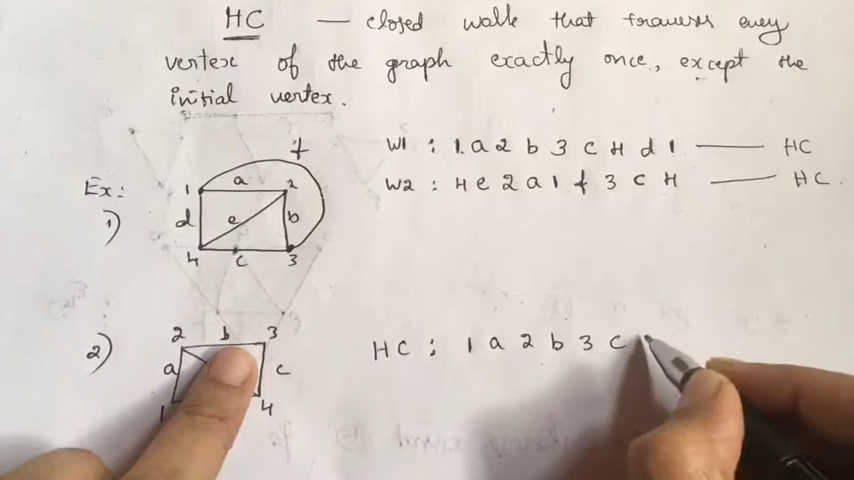 HC — closed walk that travers every
vertex of the graph exactly once, except the
initial vertex.
Ex:
1)
1 a 2
f
d e b
4 c 3
W1 : 1 a 2 b 3 c 4 d 1 — HC
W2 : 4 e 2 a 1 f 3 c 4 — HC.
2)
2 b 3
a c
1 4
HC : 1 a 2 b 3 c